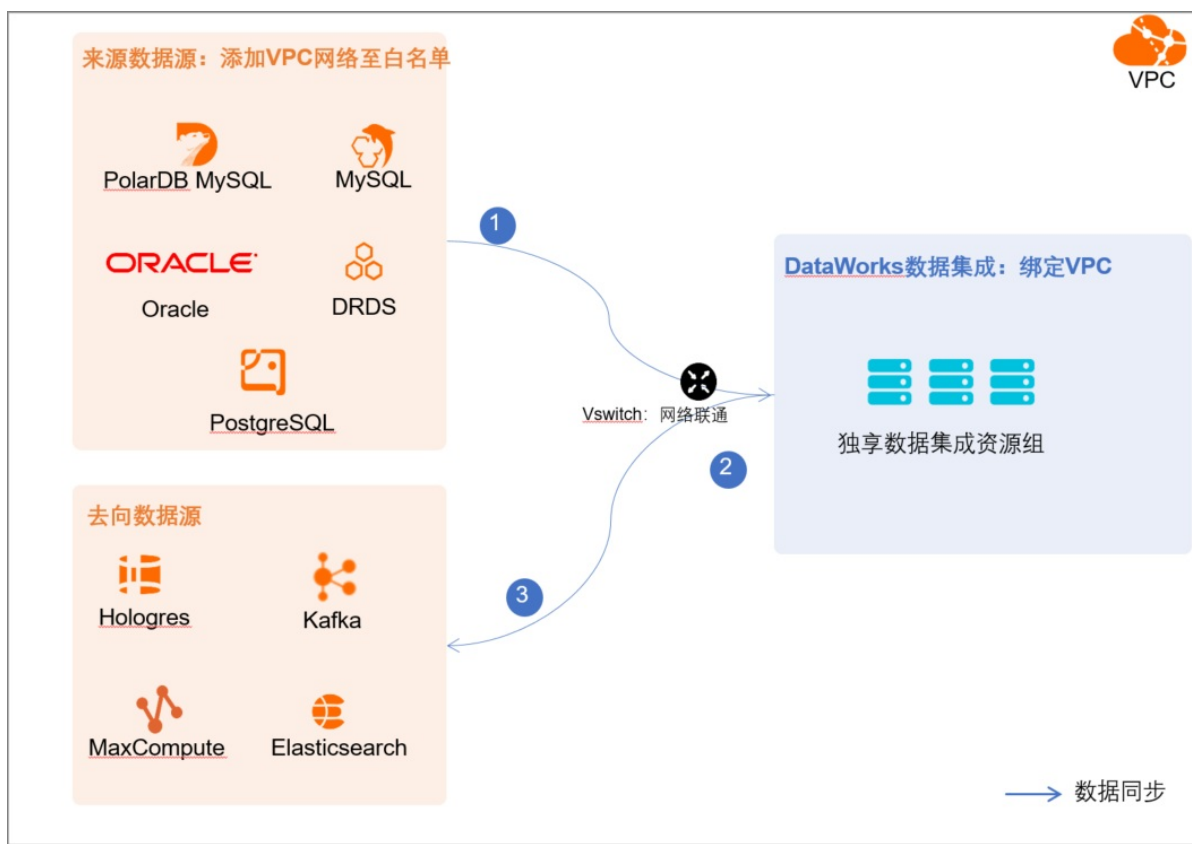 VPC
来源数据源：添加VPC网络至白名单
PolarDB MySQL
MySQL
ORACLE
Oracle
DRDS
PostgreSQL
1
DataWorks数据集成：绑定VPC
独享数据集成资源组
Vswitch：网络联通
2
去向数据源
Hologres
Kafka
3
MaxCompute
Elasticsearch
数据同步